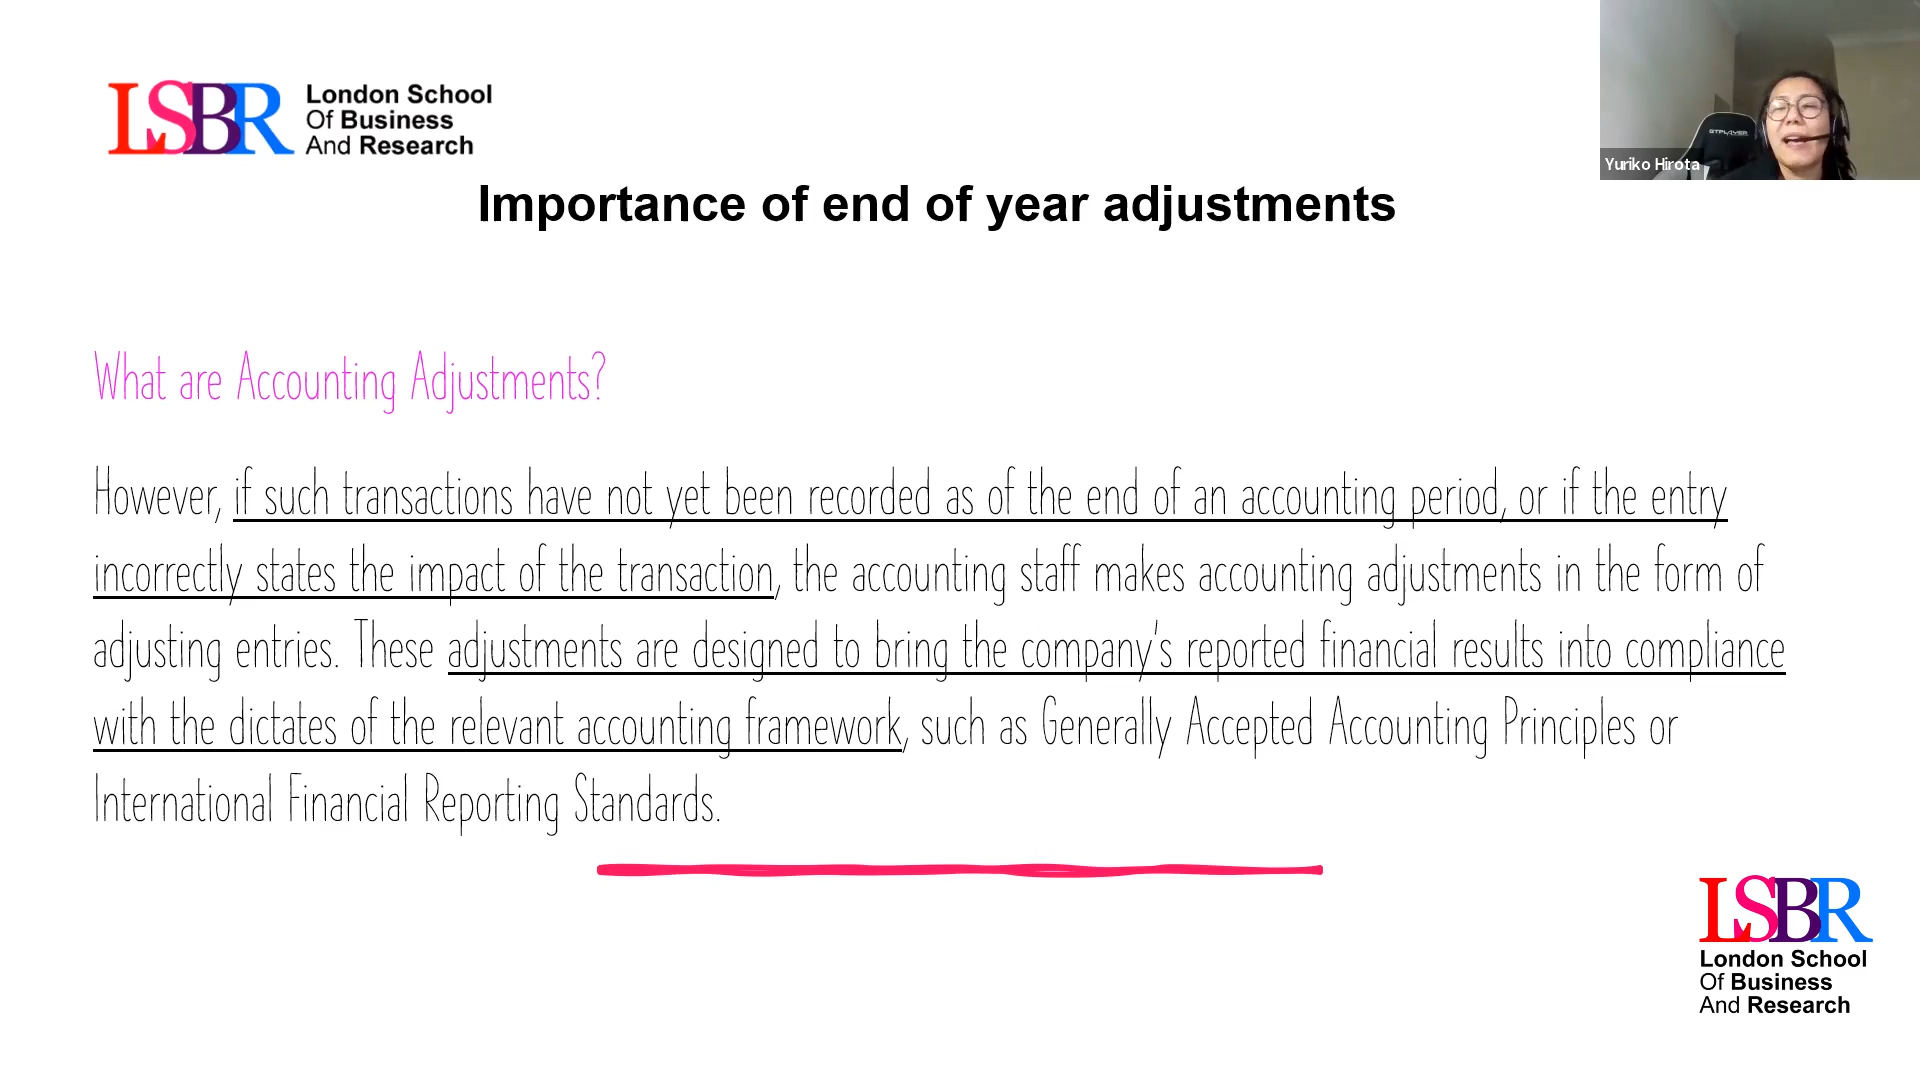 LSBR London School
Of Business
And Research
GTPLAYER
Yuriko Hirota
Importance of end of year adjustments
What are Accounting Adjustments?
However, if such transactions have not yet been recorded as of the end of an accounting period, or if the entry
incorrectly states the impact of the transaction, the accounting staff makes accounting adjustments in the form of
adjusting entries. These adjustments are designed to bring the company's reported financial results into compliance
with the dictates of the relevant accounting framework, such as Generally Accepted Accounting Principles or
International Financial Reporting Standards.
LSBR
London School
Of Business
And Research